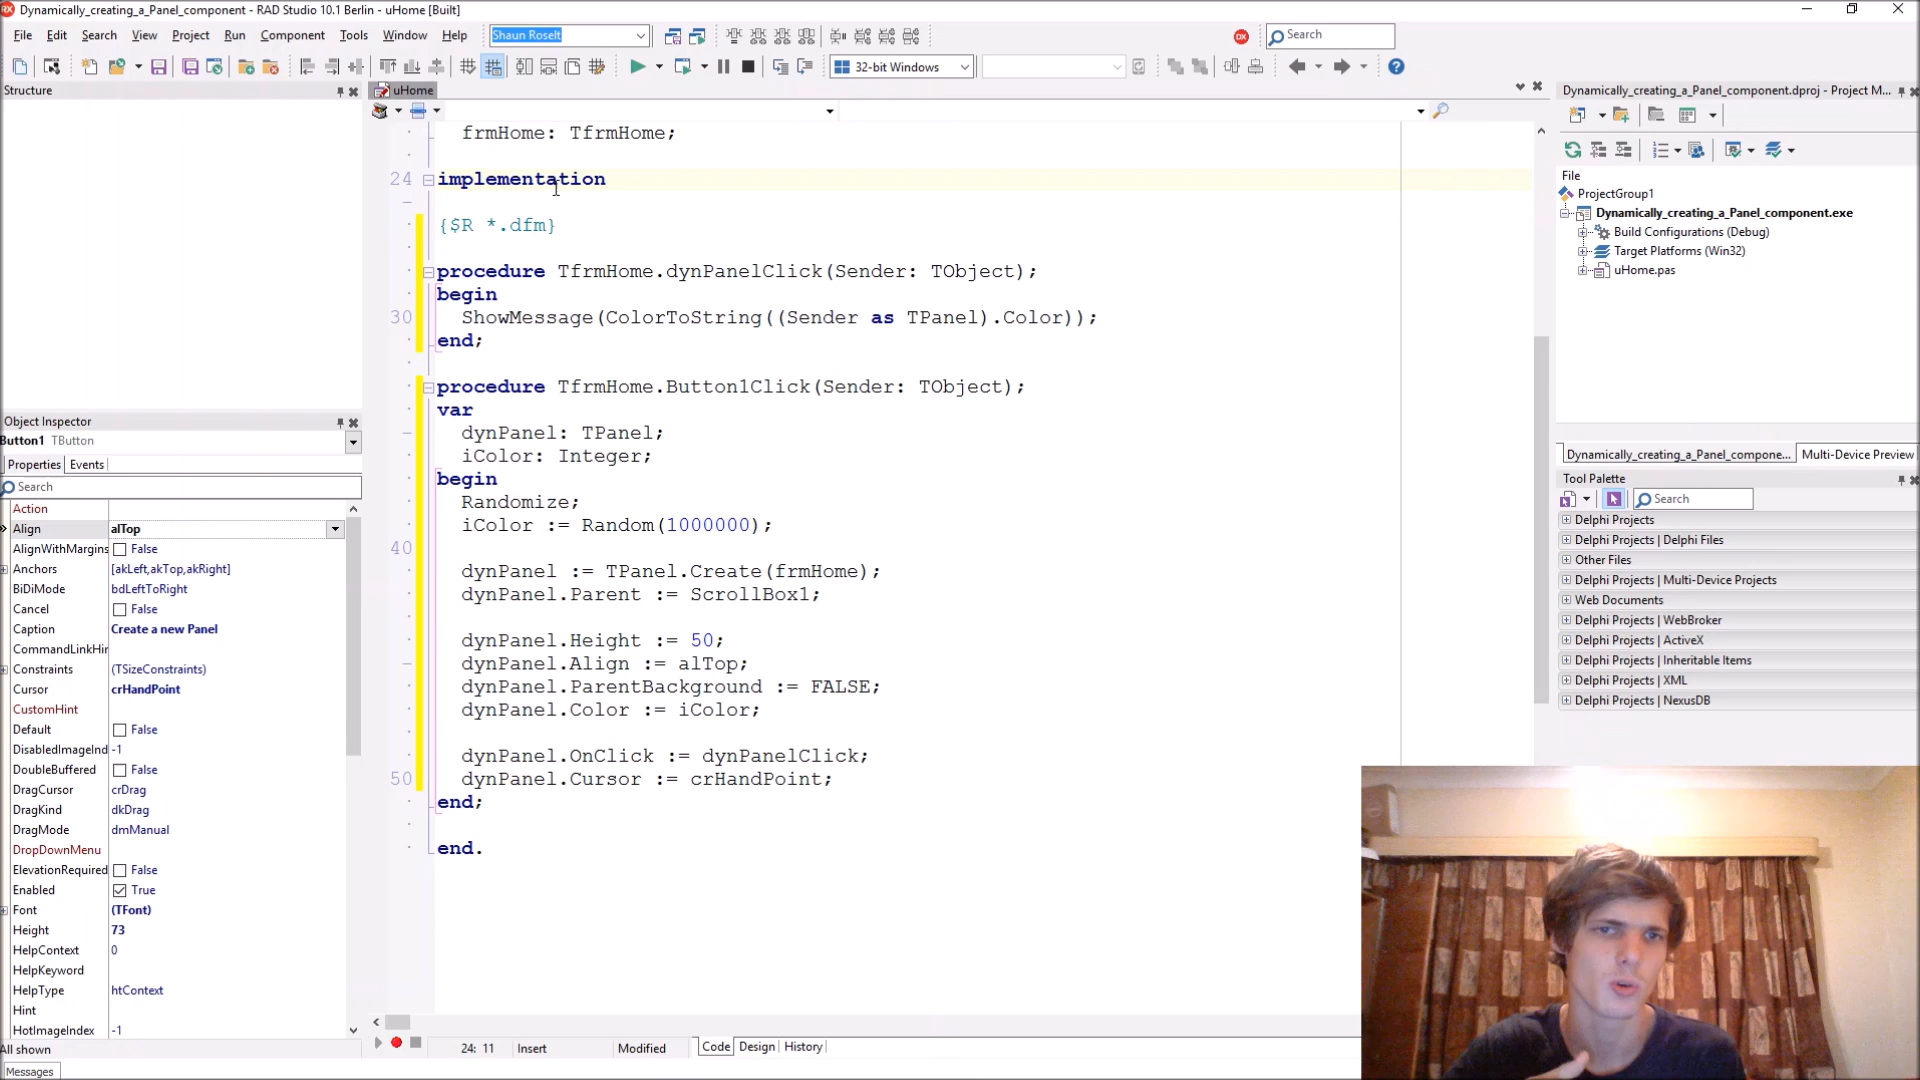 Dynamically_creating_a_Panel_component - RAD Studio 10.1 Berlin - uHome [Built]
File Edit Search View Project Run Component Tools Window Help
Shaun Roselt
Search
32-bit Windows
Structure
uHome
Dynamically_creating_a_Panel_component.dproj - Project M...
frmHome: TfrmHome;
24 implementation
{$R *.dfm}
procedure TfrmHome.dynPanelClick(Sender: TObject);
begin
30 ShowMessage(ColorToString((Sender as TPanel).Color));
end;
procedure TfrmHome.Button1Click(Sender: TObject);
var
dynPanel: TPanel;
iColor: Integer;
begin
Randomize;
iColor := Random(1000000);
40
dynPanel := TPanel.Create(frmHome);
dynPanel.Parent := ScrollBox1;
dynPanel.Height := 50;
dynPanel.Align := alTop;
dynPanel.ParentBackground := FALSE;
dynPanel.Color := iColor;
dynPanel.OnClick := dynPanelClick;
50 dynPanel.Cursor := crHandPoint;
end;
end.
24: 11 Insert Modified Code Design History
Object Inspector
Button1 TButton
Properties Events
Search
Action
Align alTop
AlignWithMargins False
Anchors [akLeft,akTop,akRight]
BiDiMode bdLeftToRight
Cancel False
Caption Create a new Panel
CommandLinkHir
Constraints (TSizeConstraints)
Cursor crHandPoint
CustomHint
Default False
DisabledImageInd -1
DoubleBuffered False
DragCursor crDrag
DragKind dkDrag
DragMode dmManual
DropDownMenu
ElevationRequired False
Enabled True
Font (TFont)
Height 73
HelpContext 0
HelpKeyword
HelpType htContext
Hint
HotImageIndex -1
All shown
Messages
File
ProjectGroup1
Dynamically_creating_a_Panel_component.exe
Build Configurations (Debug)
Target Platforms (Win32)
uHome.pas
Dynamically_creating_a_Panel_compone... Multi-Device Preview
Tool Palette
Search
Delphi Projects
Delphi Projects | Delphi Files
Other Files
Delphi Projects | Multi-Device Projects
Web Documents
Delphi Projects | WebBroker
Delphi Projects | ActiveX
Delphi Projects | Inheritable Items
Delphi Projects | XML
Delphi Projects | NexusDB